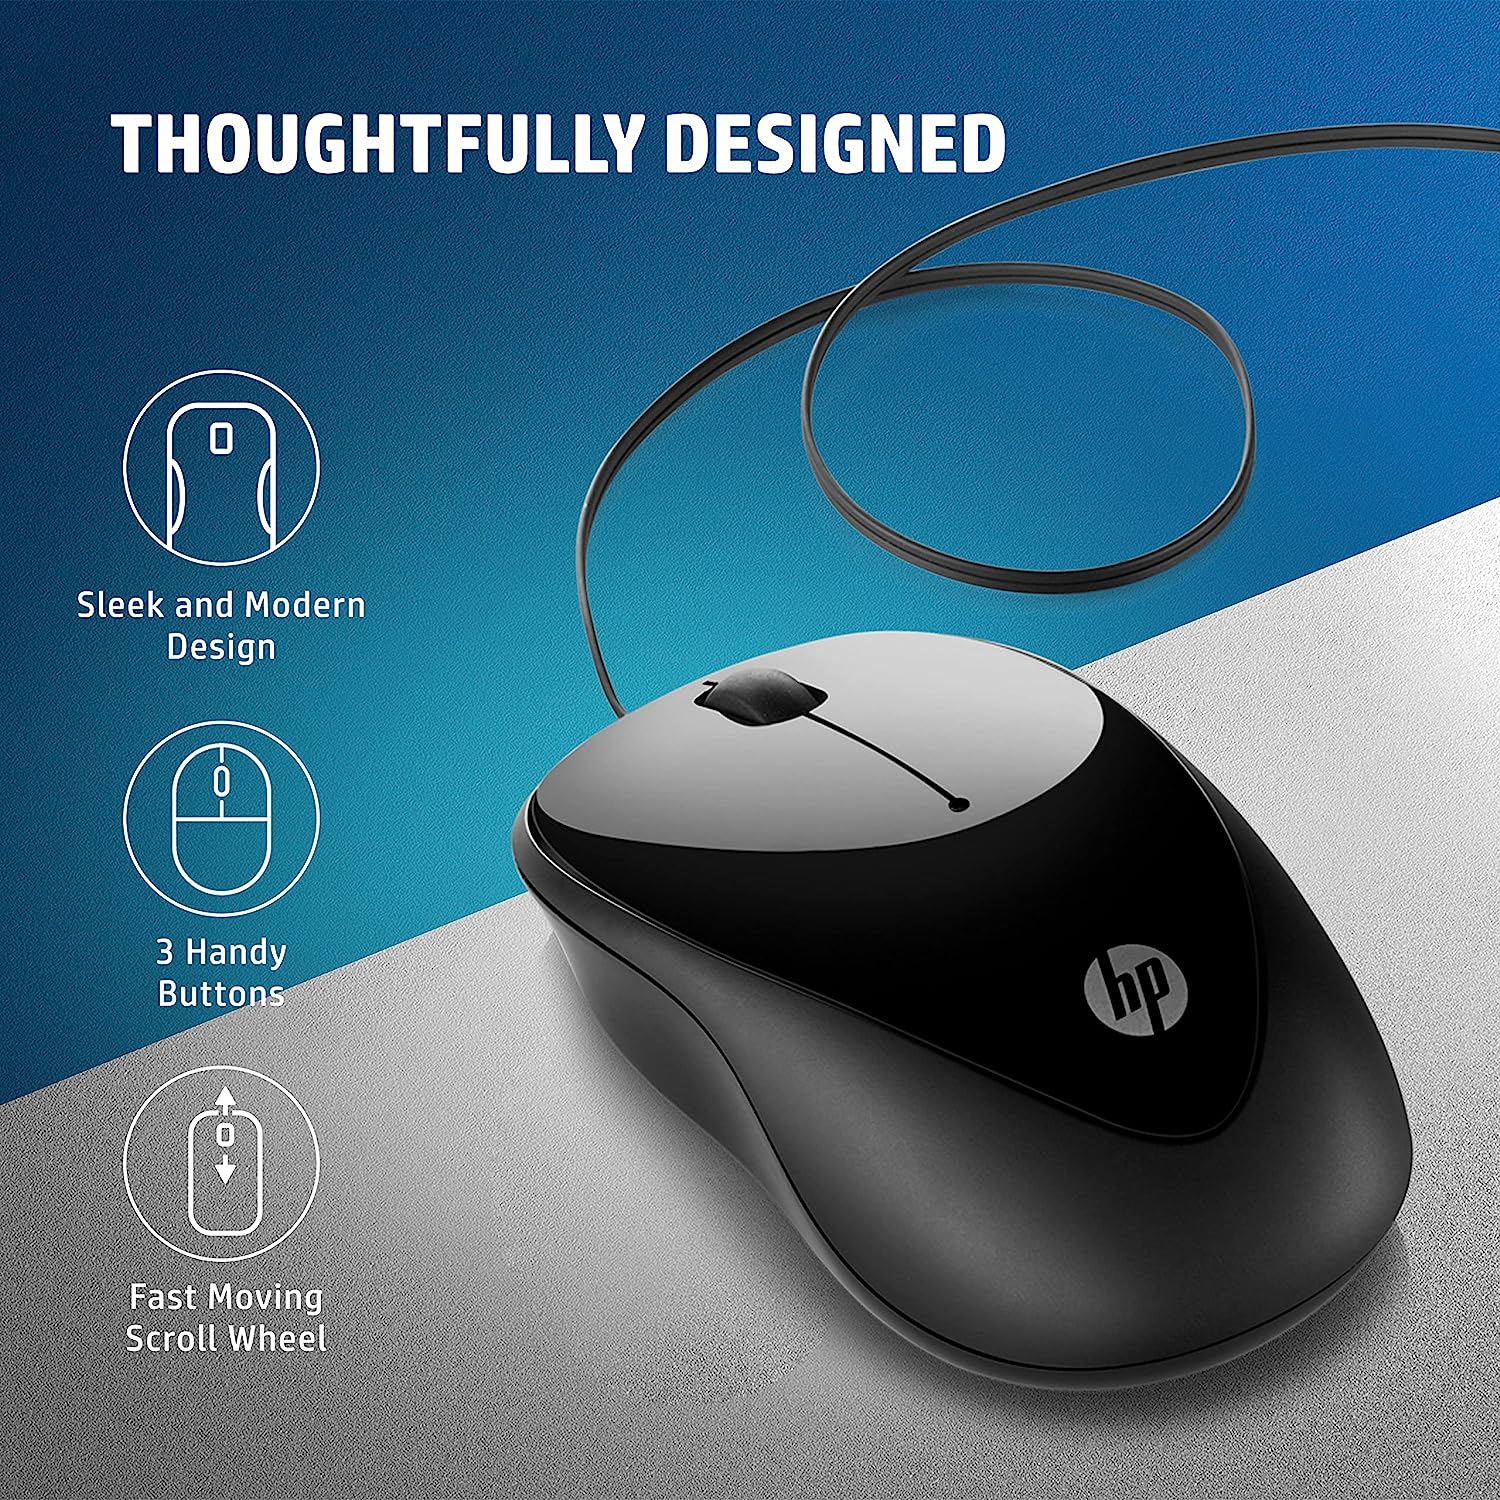 THOUGHTFULLY DESIGNED
Sleek and Modern
Design
3 Handy
Buttons
Fast Moving
Scroll Wheel
hp